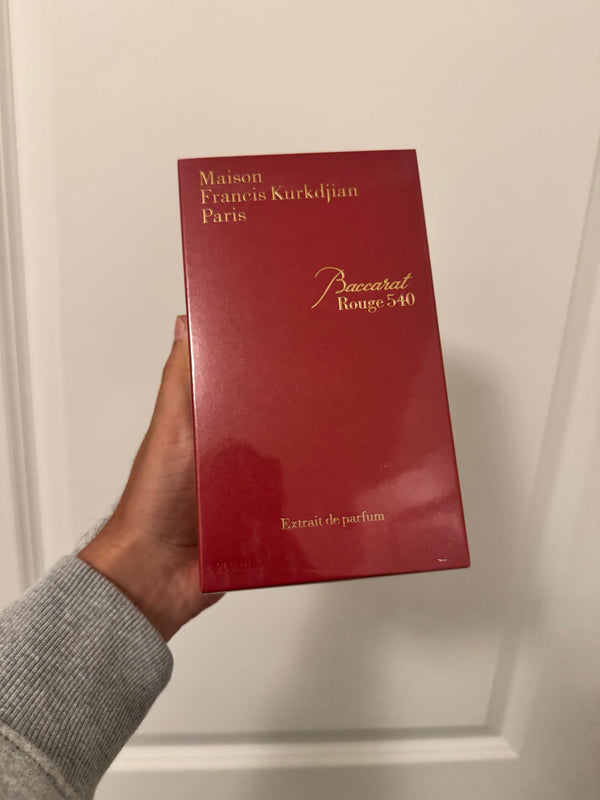 Maison
Francis Kurkdjian
Paris
Baccarat
Rouge 540
Extrait de parfum